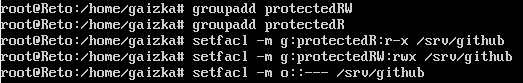 root@Reto:/home/gaizka# groupadd protectedRW
root@Reto:/home/gaizka# groupadd protectedR
root@Reto:/home/gaizka# setfacl -m g:protectedR:r-x /srv/github
root@Reto:/home/gaizka# setfacl -m g:protectedRW:rwx /srv/github
root@Reto:/home/gaizka# setfacl -m o::--- /srv/github